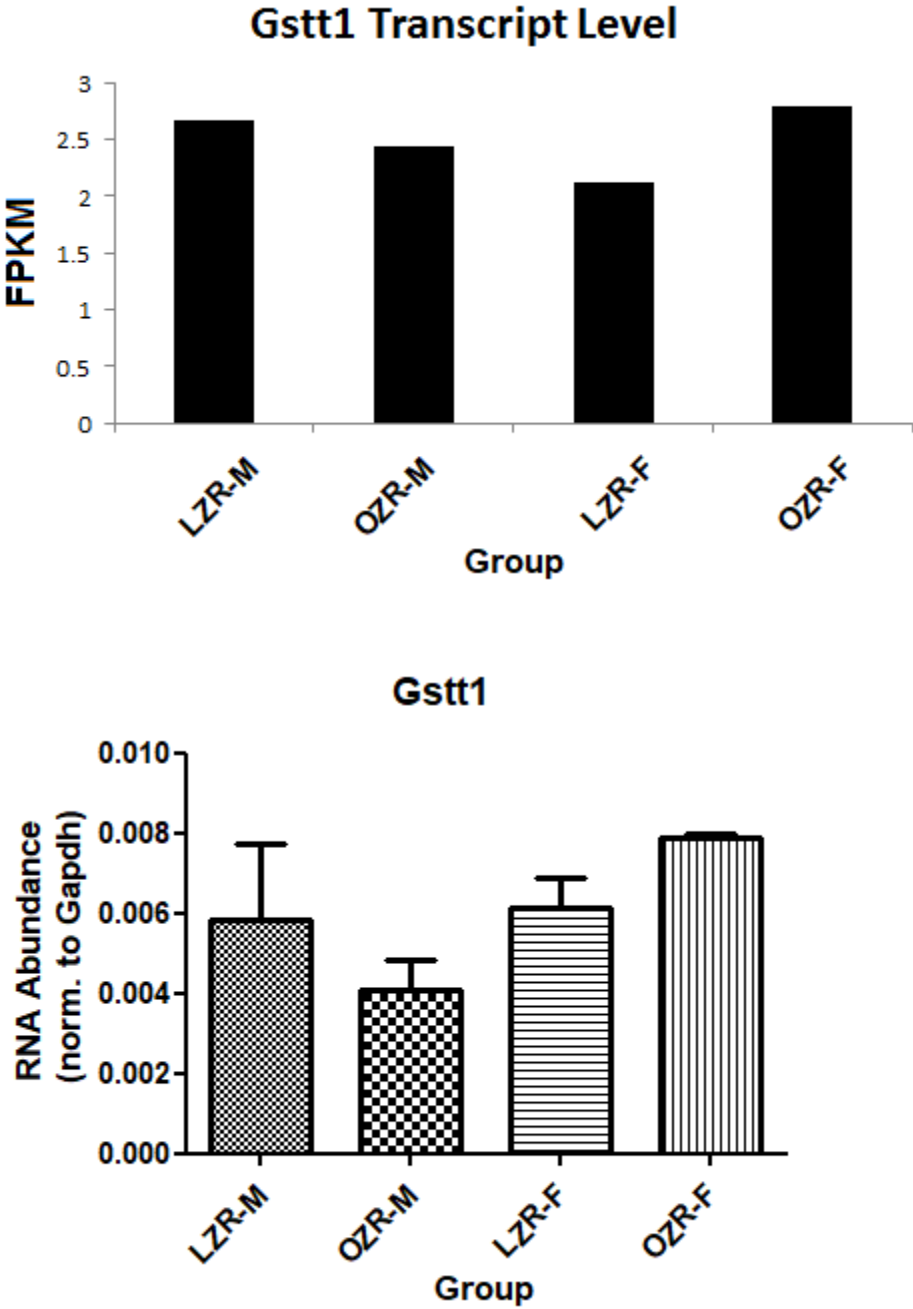 Gstt1 Transcript Level
3
2.5
2
1.5
1
0.5
0
FPKM
LZR-M
OZR-M
LZR-F
OZR-F
Group
Gstt1
0.010
0.008
0.006
0.004
0.002
0.000
RNA Abundance
(norm. to Gapdh)
LZR-M
OZR-M
LZR-F
OZR-F
Group